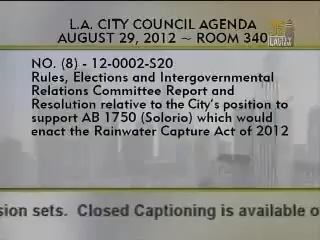 L.A. CITY COUNCIL AGENDA
AUGUST 29, 2012 ~ ROOM 340
NO. (8) - 12-0002-S20
Rules, Elections and Intergovernmental
Relations Committee Report and
Resolution relative to the City's position to
support AB 1750 (Solorio) which would
enact the Rainwater Capture Act of 2012
sion sets. Closed Captioning is available o